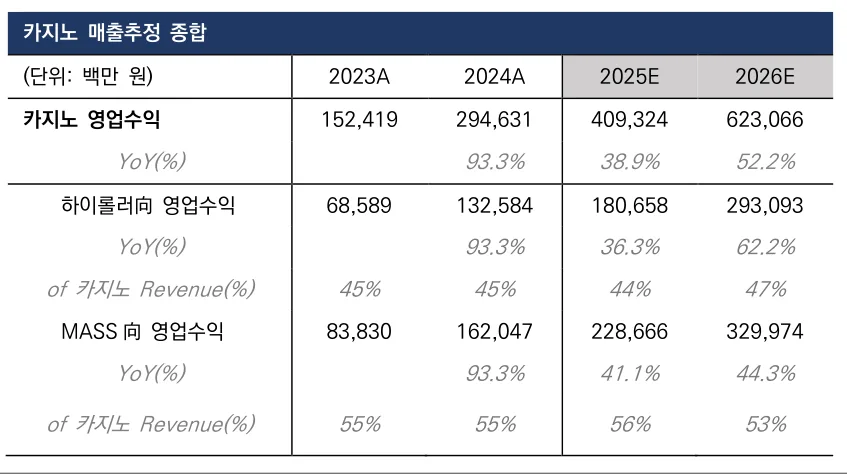 카지노 매출추정 종합
(단위: 백만 원) 2023A 2024A 2025E 2026E
카지노 영업수익 152,419 294,631 409,324 623,066
YoY(%) 93.3% 38.9% 52.2%
하이롤러向 영업수익 68,589 132,584 180,658 293,093
YoY(%) 93.3% 36.3% 62.2%
of 카지노 Revenue(%) 45% 45% 44% 47%
MASS向 영업수익 83,830 162,047 228,666 329,974
YoY(%) 93.3% 41.1% 44.3%
of 카지노 Revenue(%) 55% 55% 56% 53%